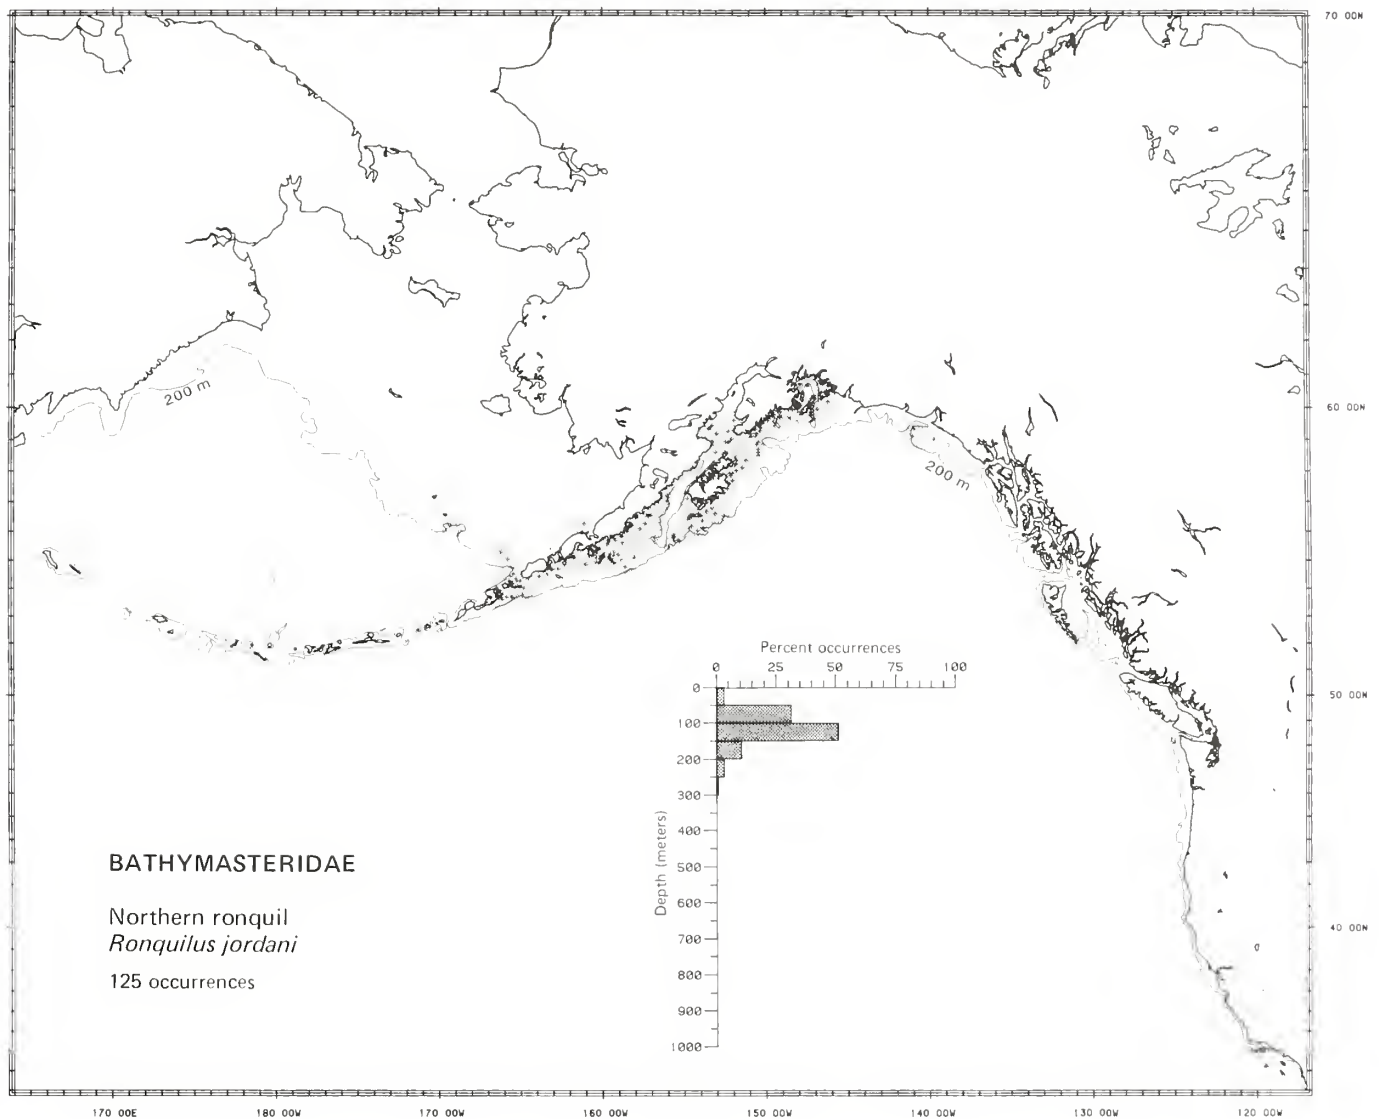 70 00N
200 m
60 00N
200 m
Percent occurrences
0 25 50 75 100
50 00N
0
100
200
300
400
500
600
700
800
900
1000
Depth (meters)
BATHYMASTERIDAE
Northern ronquil
Ronquilus jordani
125 occurrences
40 00N
170 00E 180 00W 170 00W 160 00W 150 00W 140 00W 130 00W 120 00W